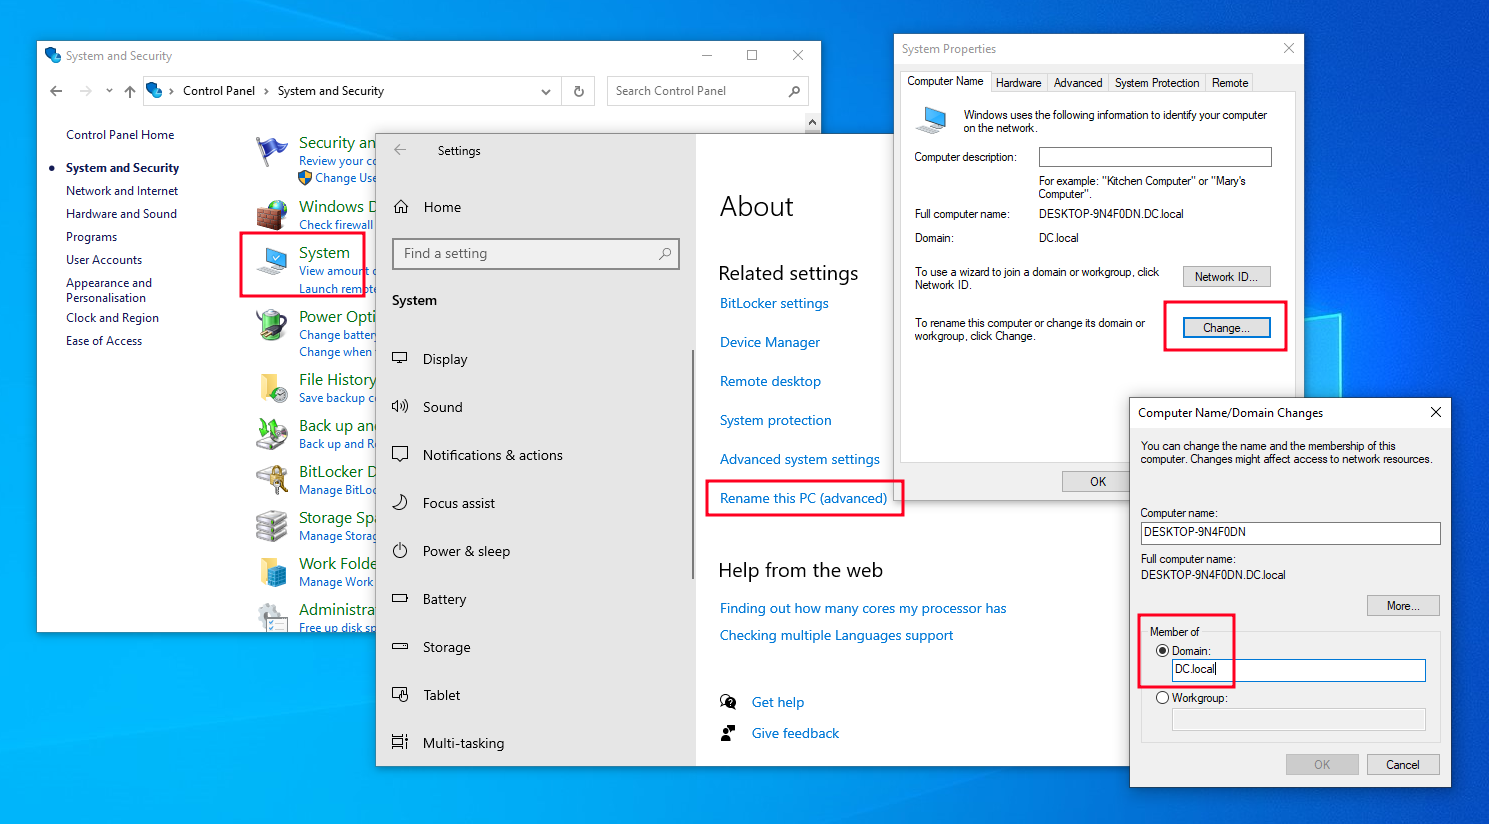 System and Security
Control Panel
System and Security
Search Control Panel
Control Panel Home
System and Security
Network and Internet
Hardware and Sound
Programs
User Accounts
Appearance and
Personalisation
Clock and Region
Ease of Access
Security an
Review your co
Change Use
Windows D
Check firewall
System
View amount o
Launch remote
Power Opti
Change battery
Change when t
File History
Save backup co
Back up and
Back up and R
BitLocker D
Manage BitLoc
Storage Spa
Manage Storag
Work Folde
Manage Work
Administra
Free up disk sp
Settings
Home
Find a setting
System
Display
Sound
Notifications & actions
Focus assist
Power & sleep
Battery
Storage
Tablet
Multi-tasking
About
Related settings
BitLocker settings
Device Manager
Remote desktop
System protection
Advanced system settings
Rename this PC (advanced)
Help from the web
Finding out how many cores my processor has
Checking multiple Languages support
Get help
Give feedback
System Properties
Computer Name
Hardware
Advanced
System Protection
Remote
Windows uses the following information to identify your computer
on the network.
Computer description:
For example: "Kitchen Computer" or "Mary's
Computer".
Full computer name: DESKTOP-9N4F0DN.DC.local
Domain: DC.local
To use a wizard to join a domain or workgroup, click
Network ID.
Network ID...
To rename this computer or change its domain or
workgroup, click Change.
Change...
OK
Computer Name/Domain Changes
You can change the name and the membership of this
computer. Changes might affect access to network resources.
Computer name:
DESKTOP-9N4F0DN
Full computer name:
DESKTOP-9N4F0DN.DC.local
More...
Member of
Domain:
DC.local
Workgroup:
OK
Cancel